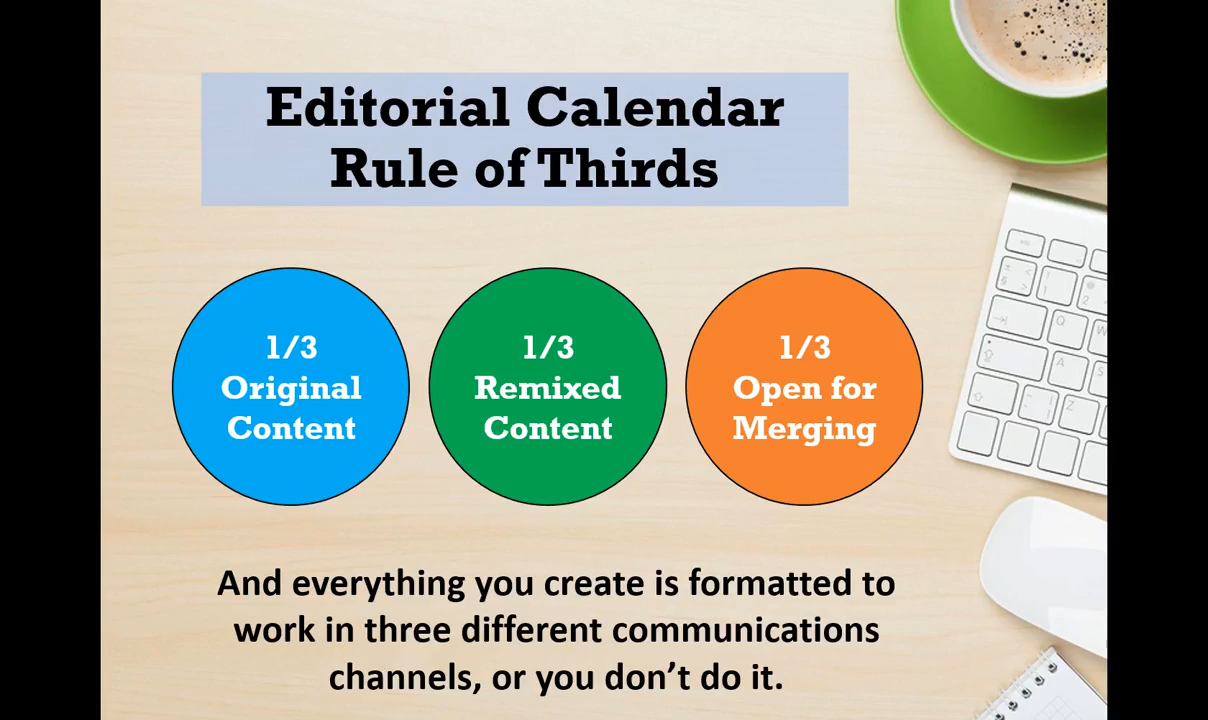 Editorial Calendar
Rule of Thirds
1/3
Original
Content
1/3
Remixed
Content
1/3
Open for
Merging
And everything you create is formatted to
work in three different communications
channels, or you don't do it.